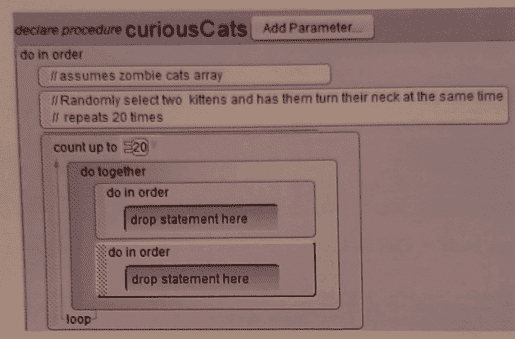 declare procedure curiousCats Add Parameter...
do in order
// assumes zombie cats array
// Randomly select two kittens and has them turn their neck at the same time
// repeats 20 times
count up to 20
do together
do in order
drop statement here
do in order
drop statement here
loop